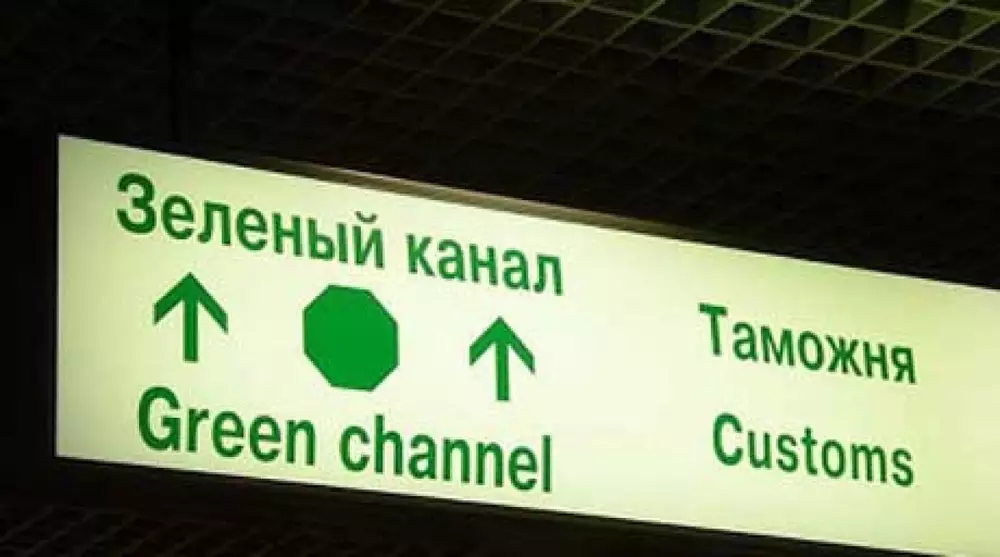 Зеленый канал
Green channel
Таможня
Customs